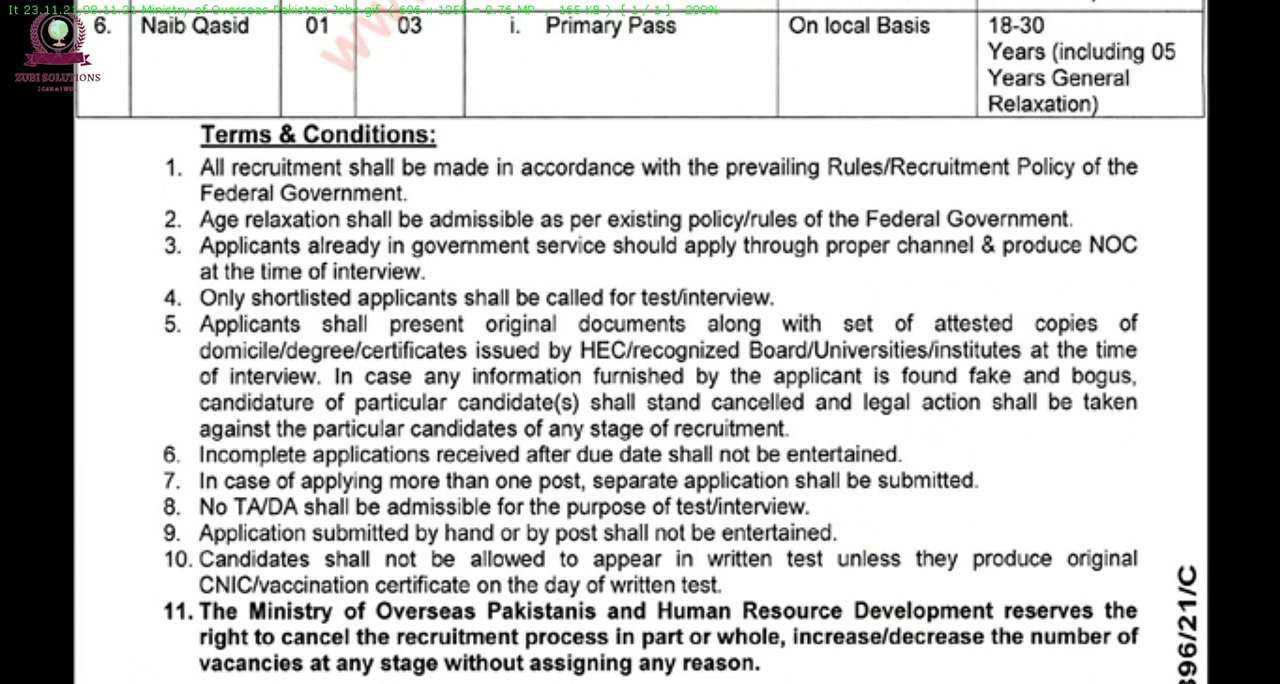 Ministry of Overseas Pakistani Jobs.gif
6. Naib Qasid 01 03 i. Primary Pass On local Basis 18-30
Years (including 05
Years General
Relaxation)
ZUBI SOLUTIONS
Terms & Conditions:
1. All recruitment shall be made in accordance with the prevailing Rules/Recruitment Policy of the
Federal Government.
2. Age relaxation shall be admissible as per existing policy/rules of the Federal Government.
3. Applicants already in government service should apply through proper channel & produce NOC
at the time of interview.
4. Only shortlisted applicants shall be called for test/interview.
5. Applicants shall present original documents along with set of attested copies of
domicile/degree/certificates issued by HEC/recognized Board/Universities/institutes at the time
of interview. In case any information furnished by the applicant is found fake and bogus,
candidature of particular candidate(s) shall stand cancelled and legal action shall be taken
against the particular candidates of any stage of recruitment.
6. Incomplete applications received after due date shall not be entertained.
7. In case of applying more than one post, separate application shall be submitted.
8. No TA/DA shall be admissible for the purpose of test/interview.
9. Application submitted by hand or by post shall not be entertained.
10. Candidates shall not be allowed to appear in written test unless they produce original
CNIC/vaccination certificate on the day of written test.
11. The Ministry of Overseas Pakistanis and Human Resource Development reserves the
right to cancel the recruitment process in part or whole, increase/decrease the number of
vacancies at any stage without assigning any reason.
396/21/C